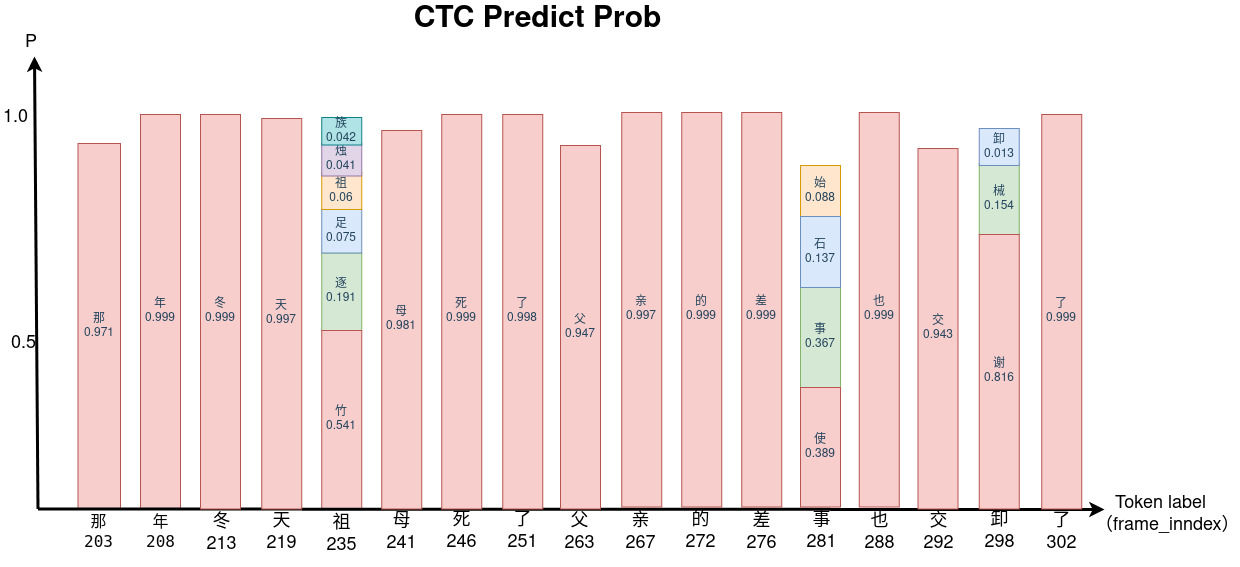 CTC Predict Prob
P
1.0
0.5
那
0.971
年
0.999
冬
0.999
天
0.997
族
0.042
烛
0.041
祖
0.06
足
0.075
逐
0.191
竹
0.541
母
0.981
死
0.999
了
0.998
父
0.947
亲
0.997
的
0.999
差
0.999
始
0.088
石
0.137
事
0.367
使
0.389
也
0.999
交
0.943
卸
0.013
械
0.154
谢
0.816
了
0.999
那 年 冬 天 祖 母 死 了 父 亲 的 差 事 也 交 卸 了
203 208 213 219 235 241 246 251 263 267 272 276 281 288 292 298 302
Token label
（frame_inndex）